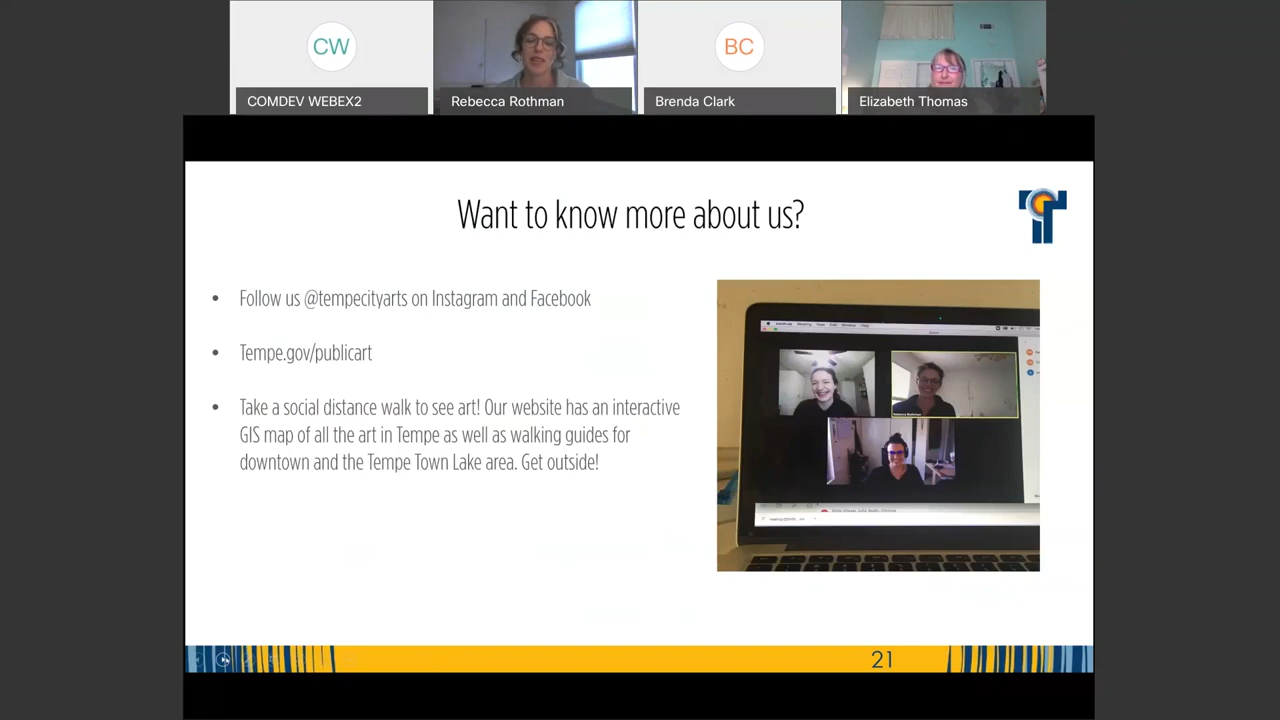 CW
BC
COMDEV WEBEX2
Rebecca Rothman
Brenda Clark
Elizabeth Thomas
Want to know more about us?
• Follow us @tempecityarts on Instagram and Facebook
• Tempe.gov/publicart
• Take a social distance walk to see art! Our website has an interactive
GIS map of all the art in Tempe as well as walking guides for
downtown and the Tempe Town Lake area. Get outside!
21